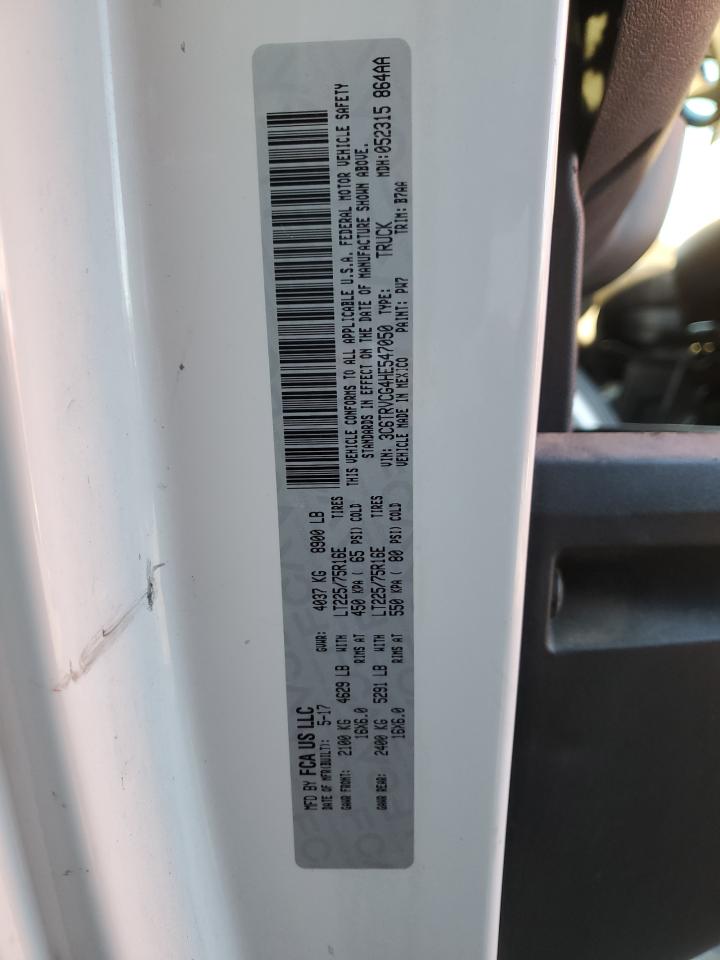 MFD BY FCA US LLC
DATE OF MFR(BUILT): 5-17 GVWR: 4037 KG 8900 LB
GAWR FRONT: 2100 KG 4629 LB WITH LT225/75R16E TIRES
16X6.0 RIMS AT 450 KPA ( 65 PSI) COLD
GAWR REAR: 2400 KG 5291 LB WITH LT225/75R16E TIRES
16X6.0 RIMS AT 550 KPA ( 80 PSI) COLD
THIS VEHICLE CONFORMS TO ALL APPLICABLE U.S.A. FEDERAL MOTOR VEHICLE SAFETY
STANDARDS IN EFFECT ON THE DATE OF MANUFACTURE SHOWN ABOVE.
VIN: 3C6TRVCG4HE547050 TYPE: TRUCK MDH:052315 864AA
VEHICLE MADE IN MEXICO PAINT: PW7 TRIM: B7AA